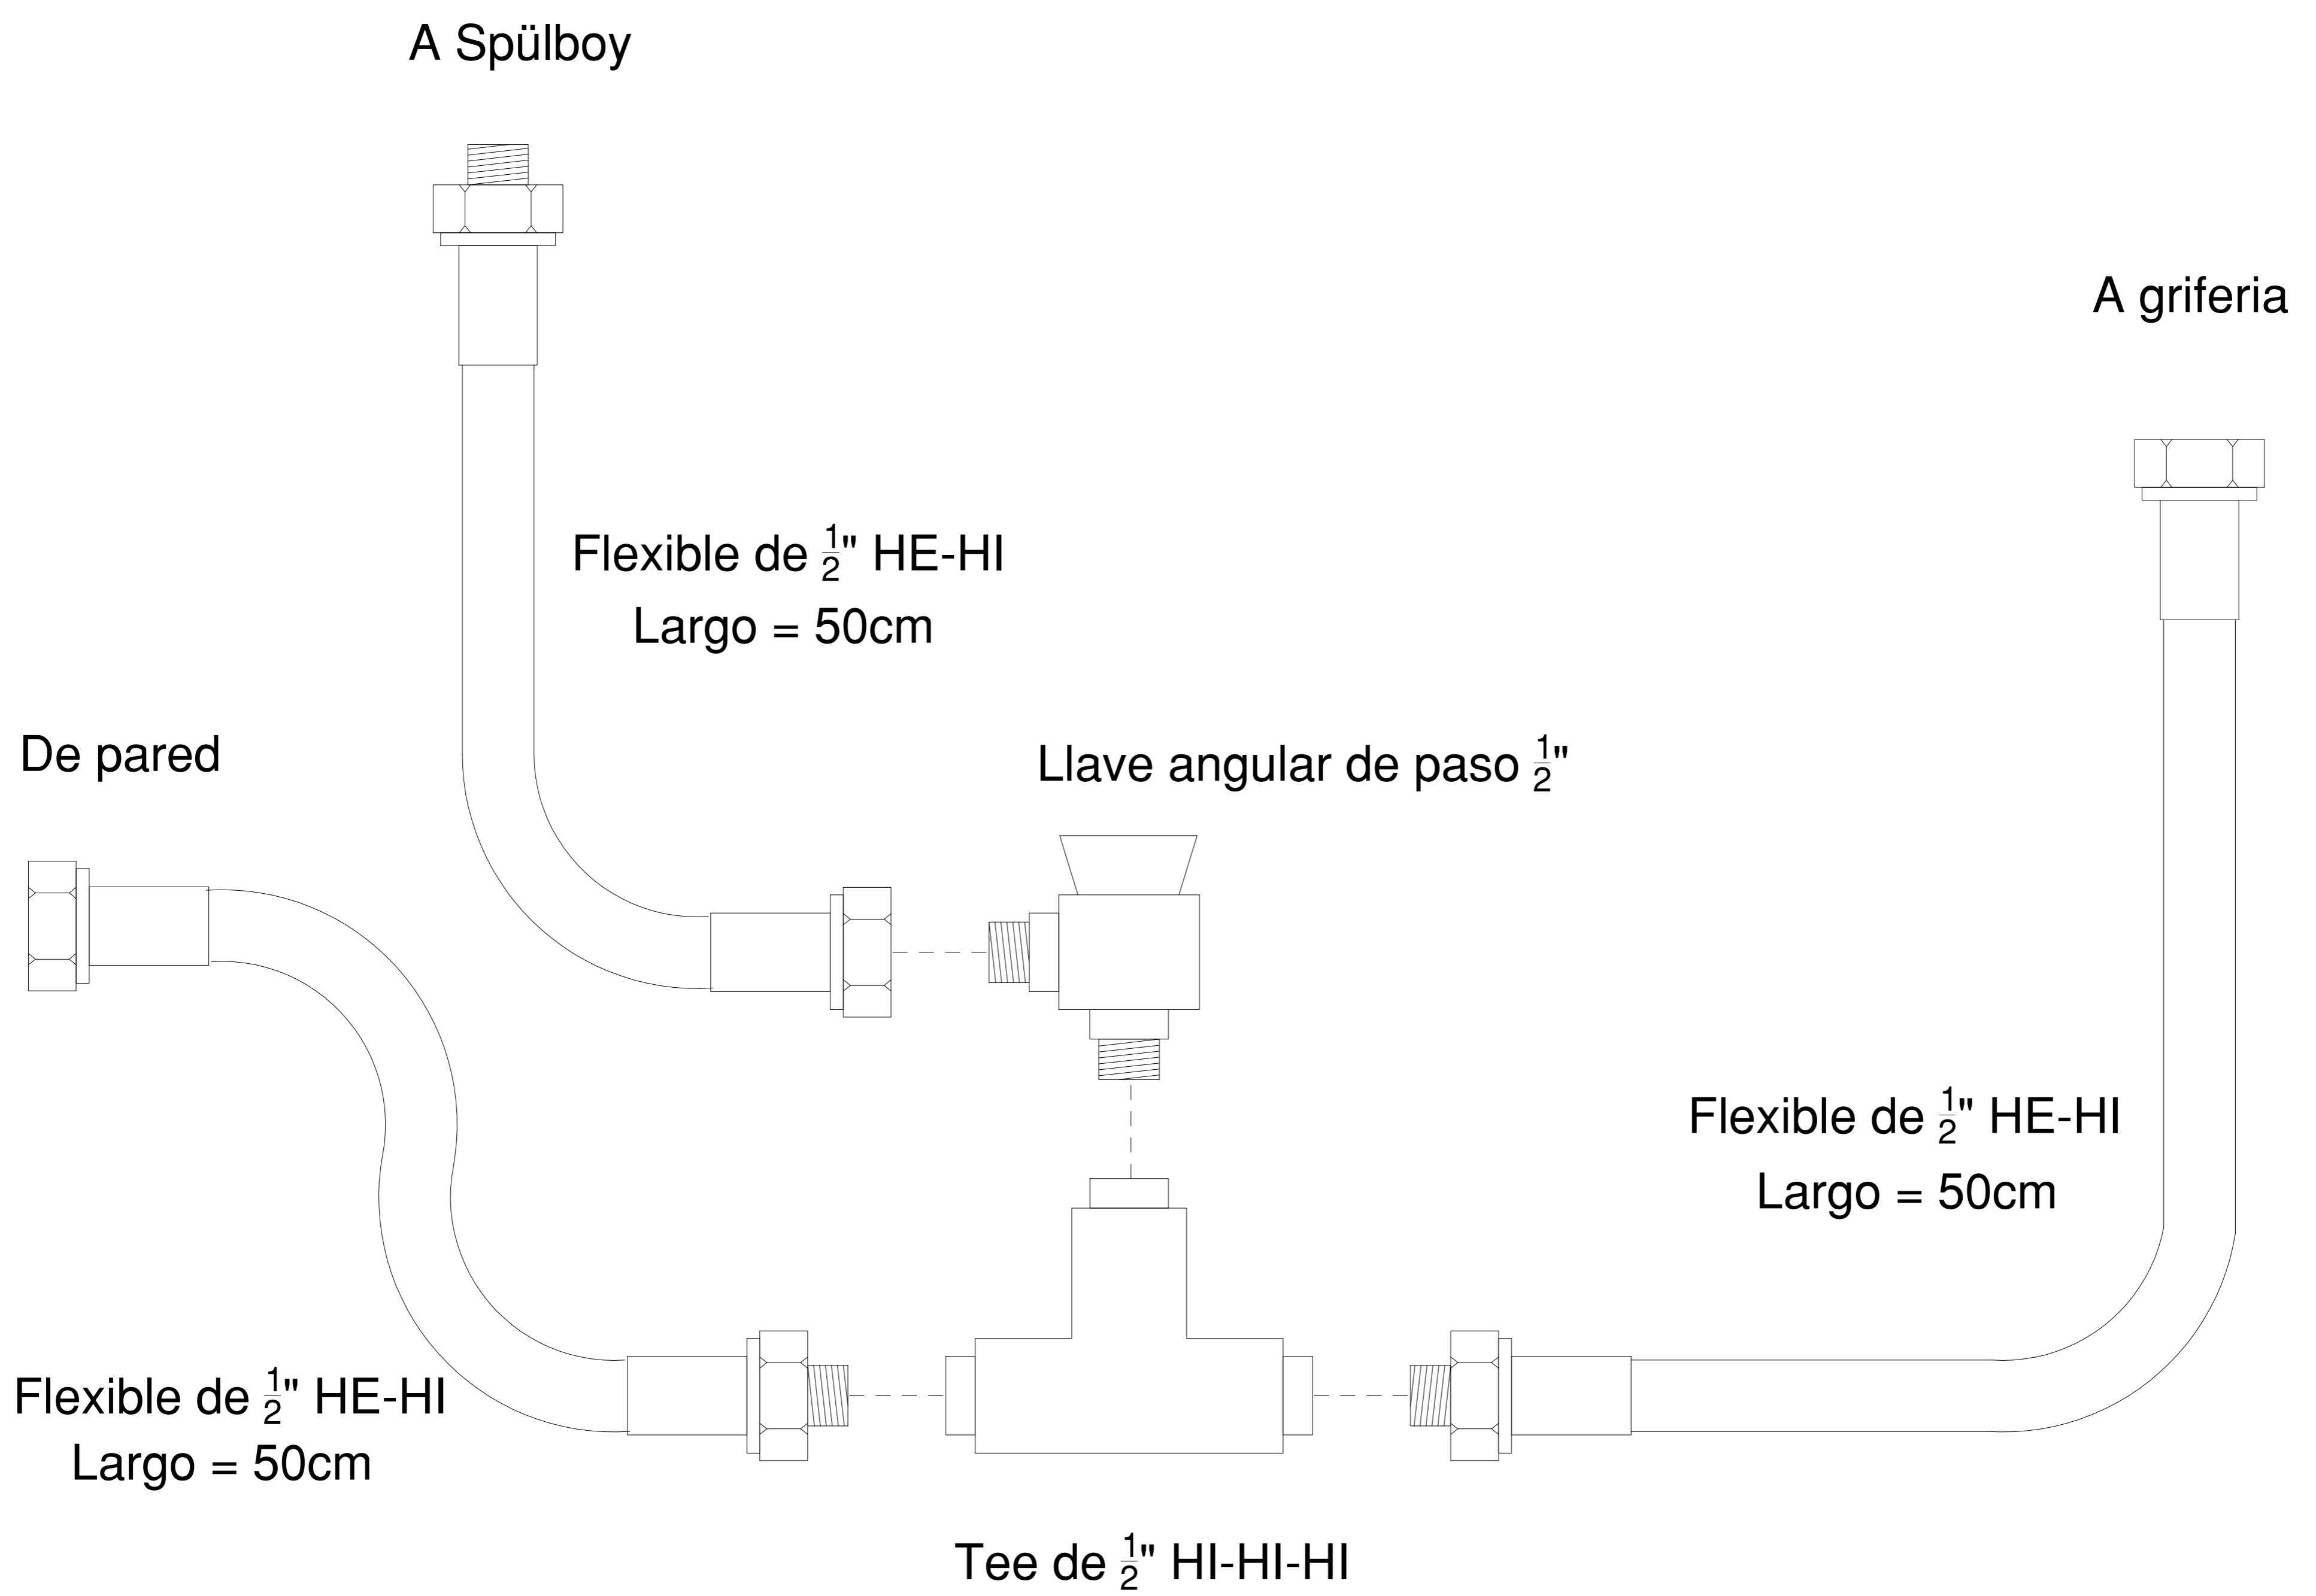 A Spülboy
A griferia
Flexible de 1/2" HE-HI
Largo = 50cm
De pared
Llave angular de paso 1/2"
Flexible de 1/2" HE-HI
Largo = 50cm
Flexible de 1/2" HE-HI
Largo = 50cm
Tee de 1/2" HI-HI-HI